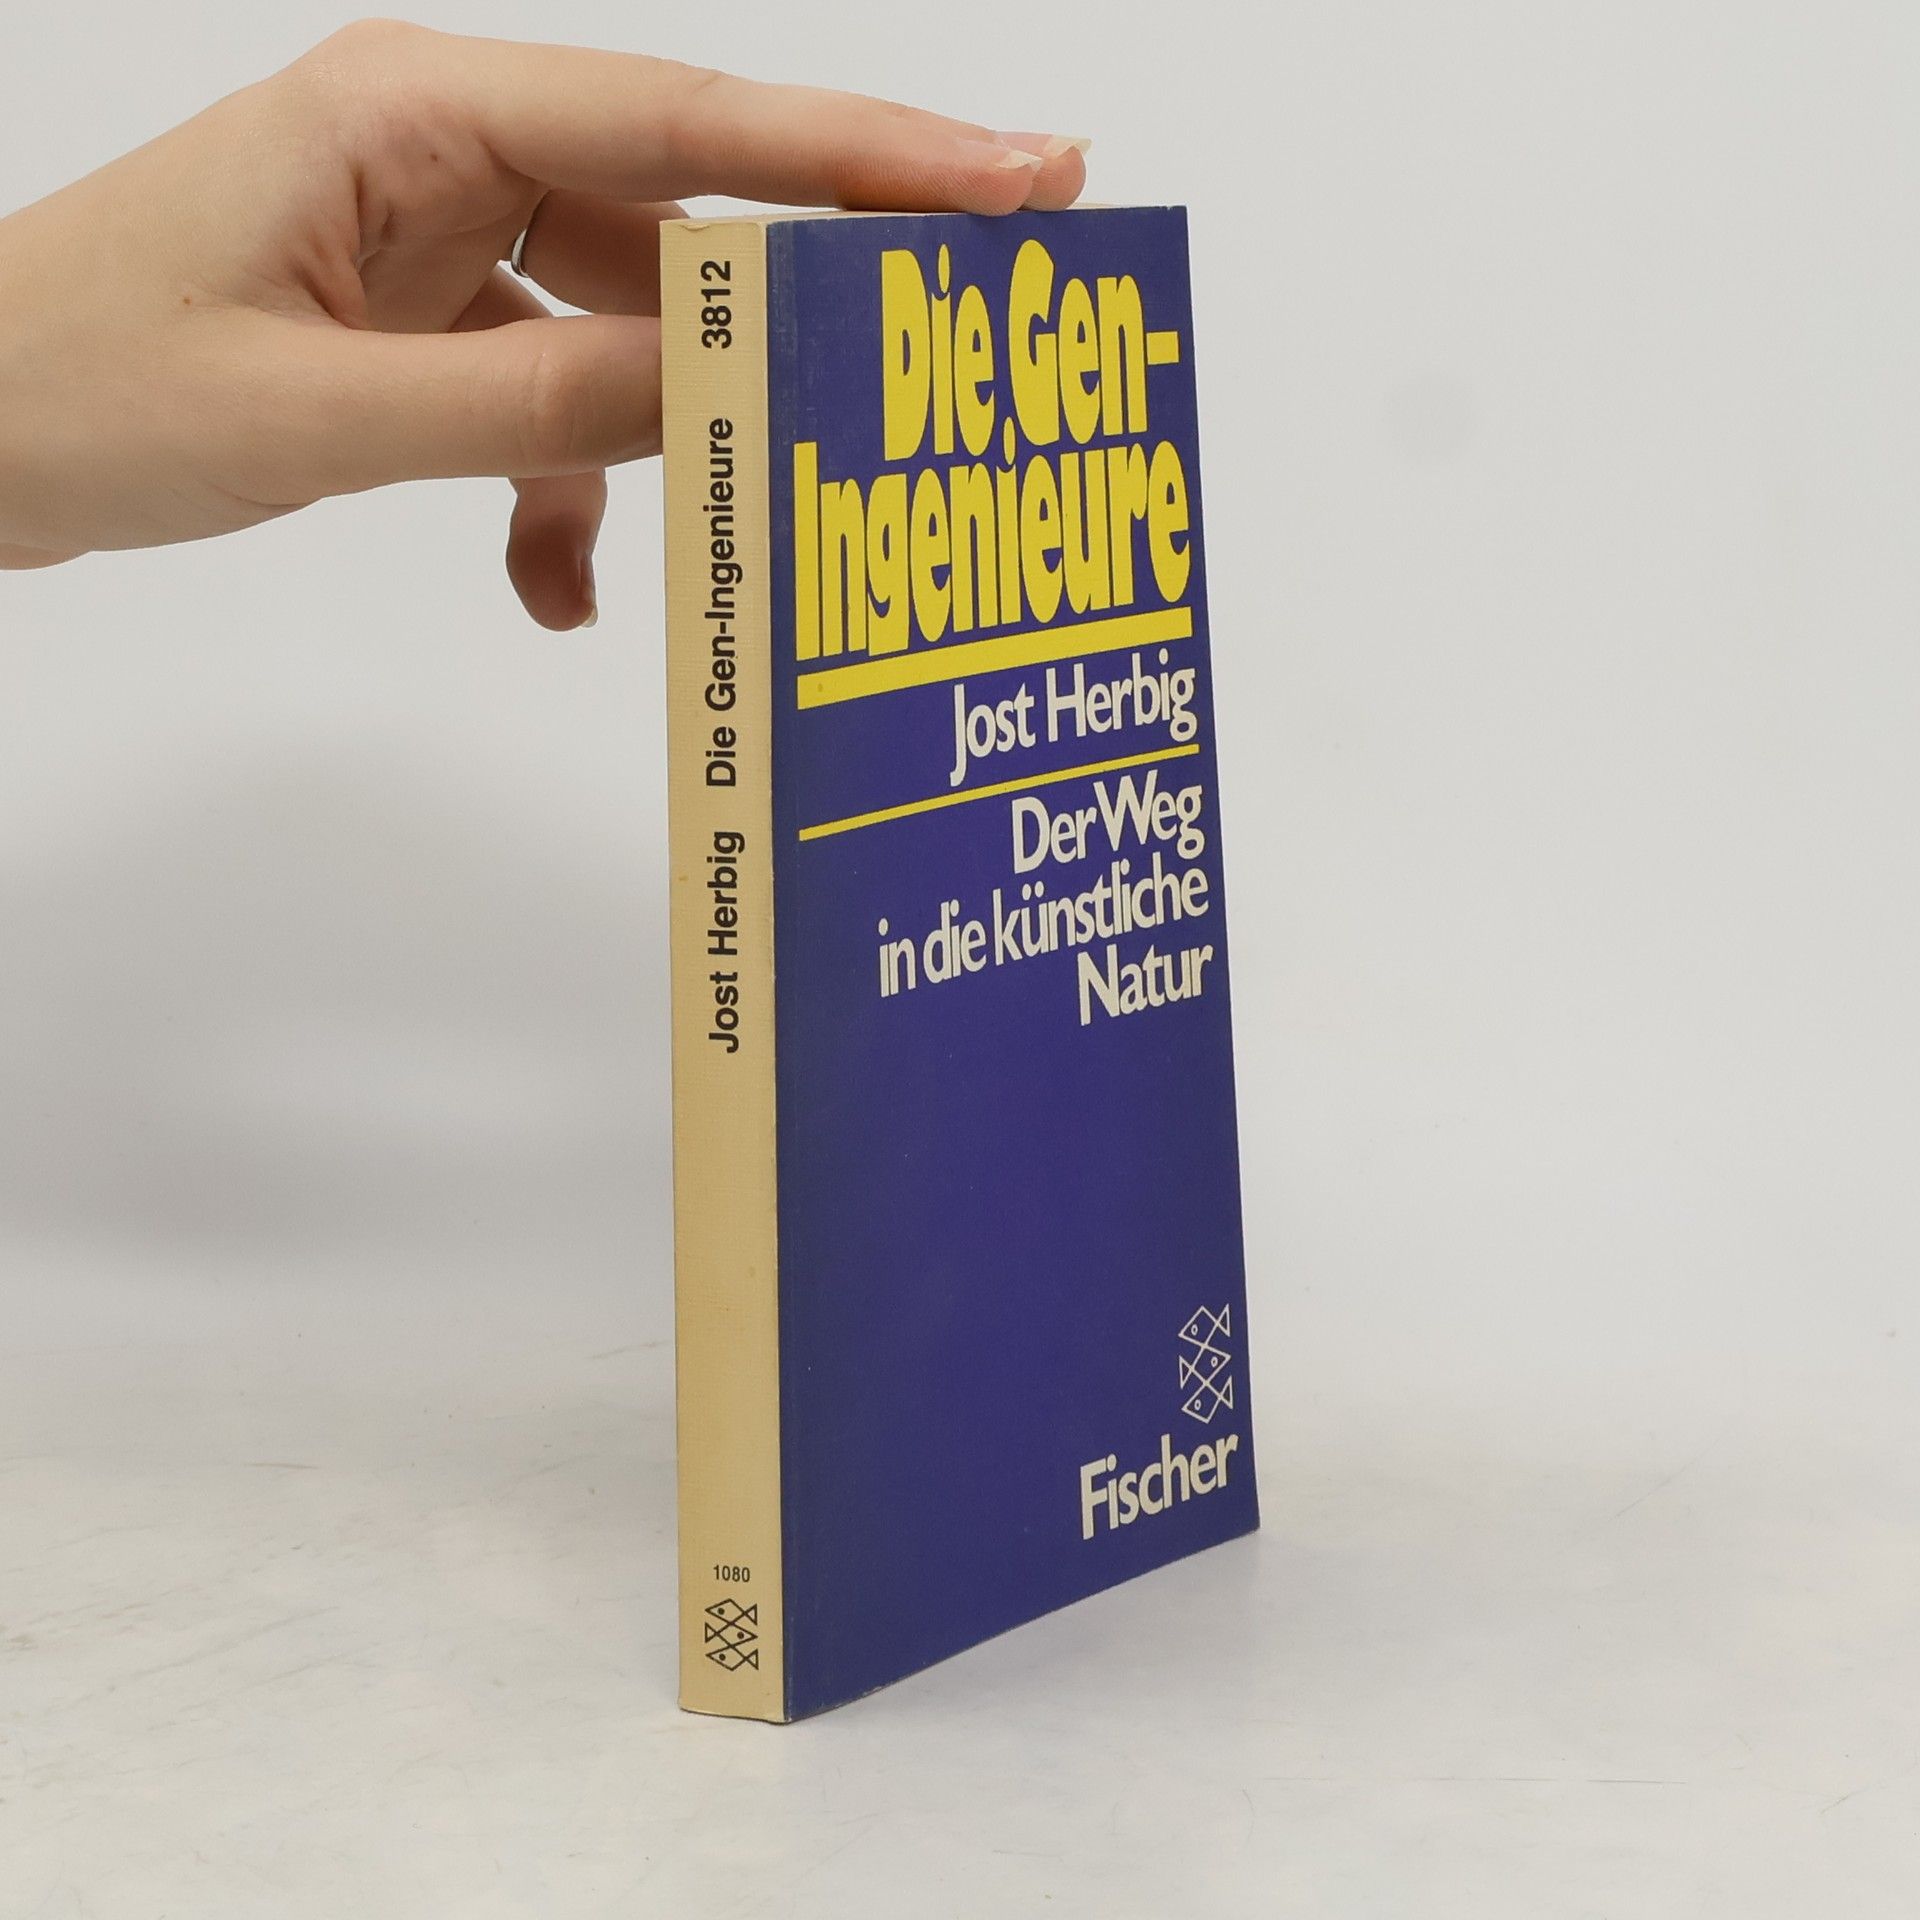 Jost Herbig Die Gen-Ingenieure 3812
1080
Die Gen-
Ingenieure
Jost Herbig
Der Weg
in die künstliche
Natur
Fischer